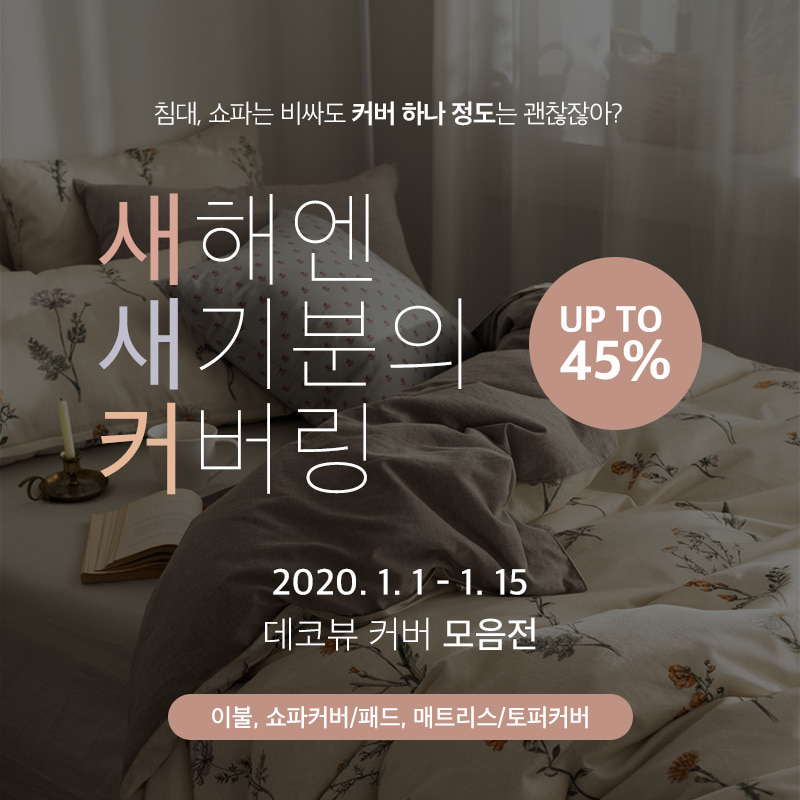 침대, 쇼파는 비싸도 커버 하나 정도는 괜찮잖아?
새해엔
새기분의
커버링
UP TO
45%
2020. 1. 1 - 1. 15
데코뷰 커버 모음전
이불, 쇼파커버/패드, 매트리스/토퍼커버